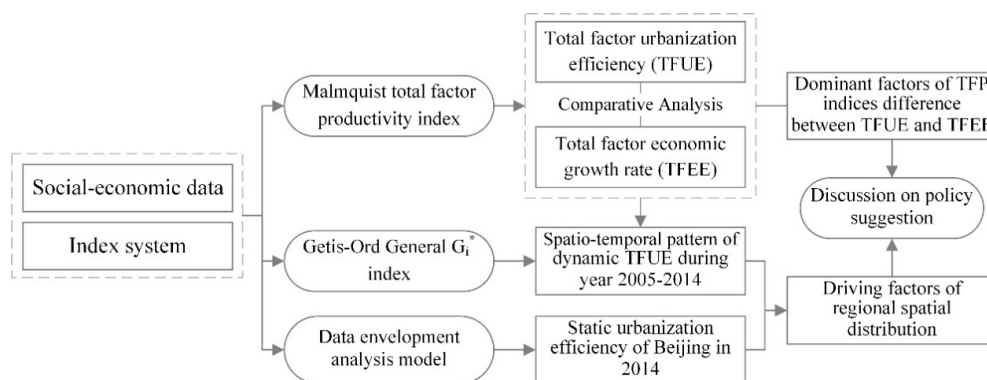 Social-economic data
Index system
Malmquist total factor
productivity index
Getis-Ord General Gi*
index
Data envelopment
analysis model
Total factor urbanization
efficiency (TFUE)
Comparative Analysis
Total factor economic
growth rate (TFEE)
Spatio-temporal pattern of
dynamic TFUE during
year 2005-2014
Static urbanization
efficiency of Beijing in
2014
Dominant factors of TFP
indices difference
between TFUE and TFEE
Discussion on policy
suggestion
Driving factors of
regional spatial
distribution